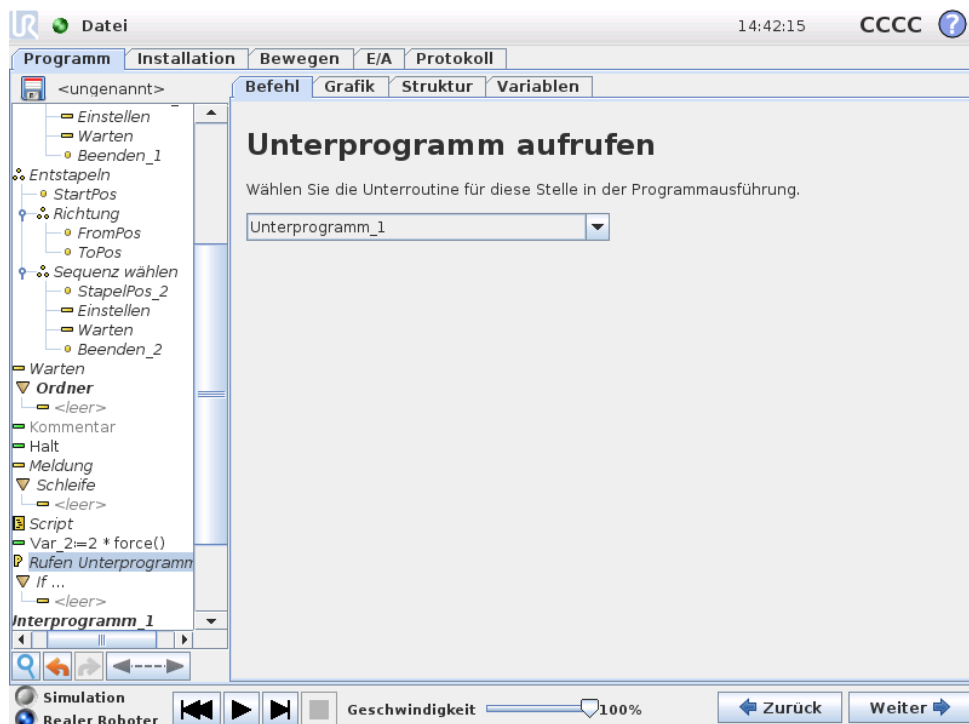 UR Datei 14:42:15 CCCC ?
Programm Installation Bewegen E/A Protokoll
<ungenannt>
Befehl Grafik Struktur Variablen
Einstellen
Warten
Beenden_1
Entstapeln
StartPos
Richtung
FromPos
ToPos
Sequenz wählen
StapelPos_2
Einstellen
Warten
Beenden_2
Warten
Ordner
<leer>
Kommentar
Halt
Meldung
Schleife
<leer>
Script
Var_2:=2 * force()
Rufen Unterprogramm
If ...
<leer>
Unterprogramm aufrufen
Wählen Sie die Unterroutine für diese Stelle in der Programmausführung.
Unterprogramm_1
Simulation
Realer Roboter
Geschwindigkeit 100%
Zurück Weiter